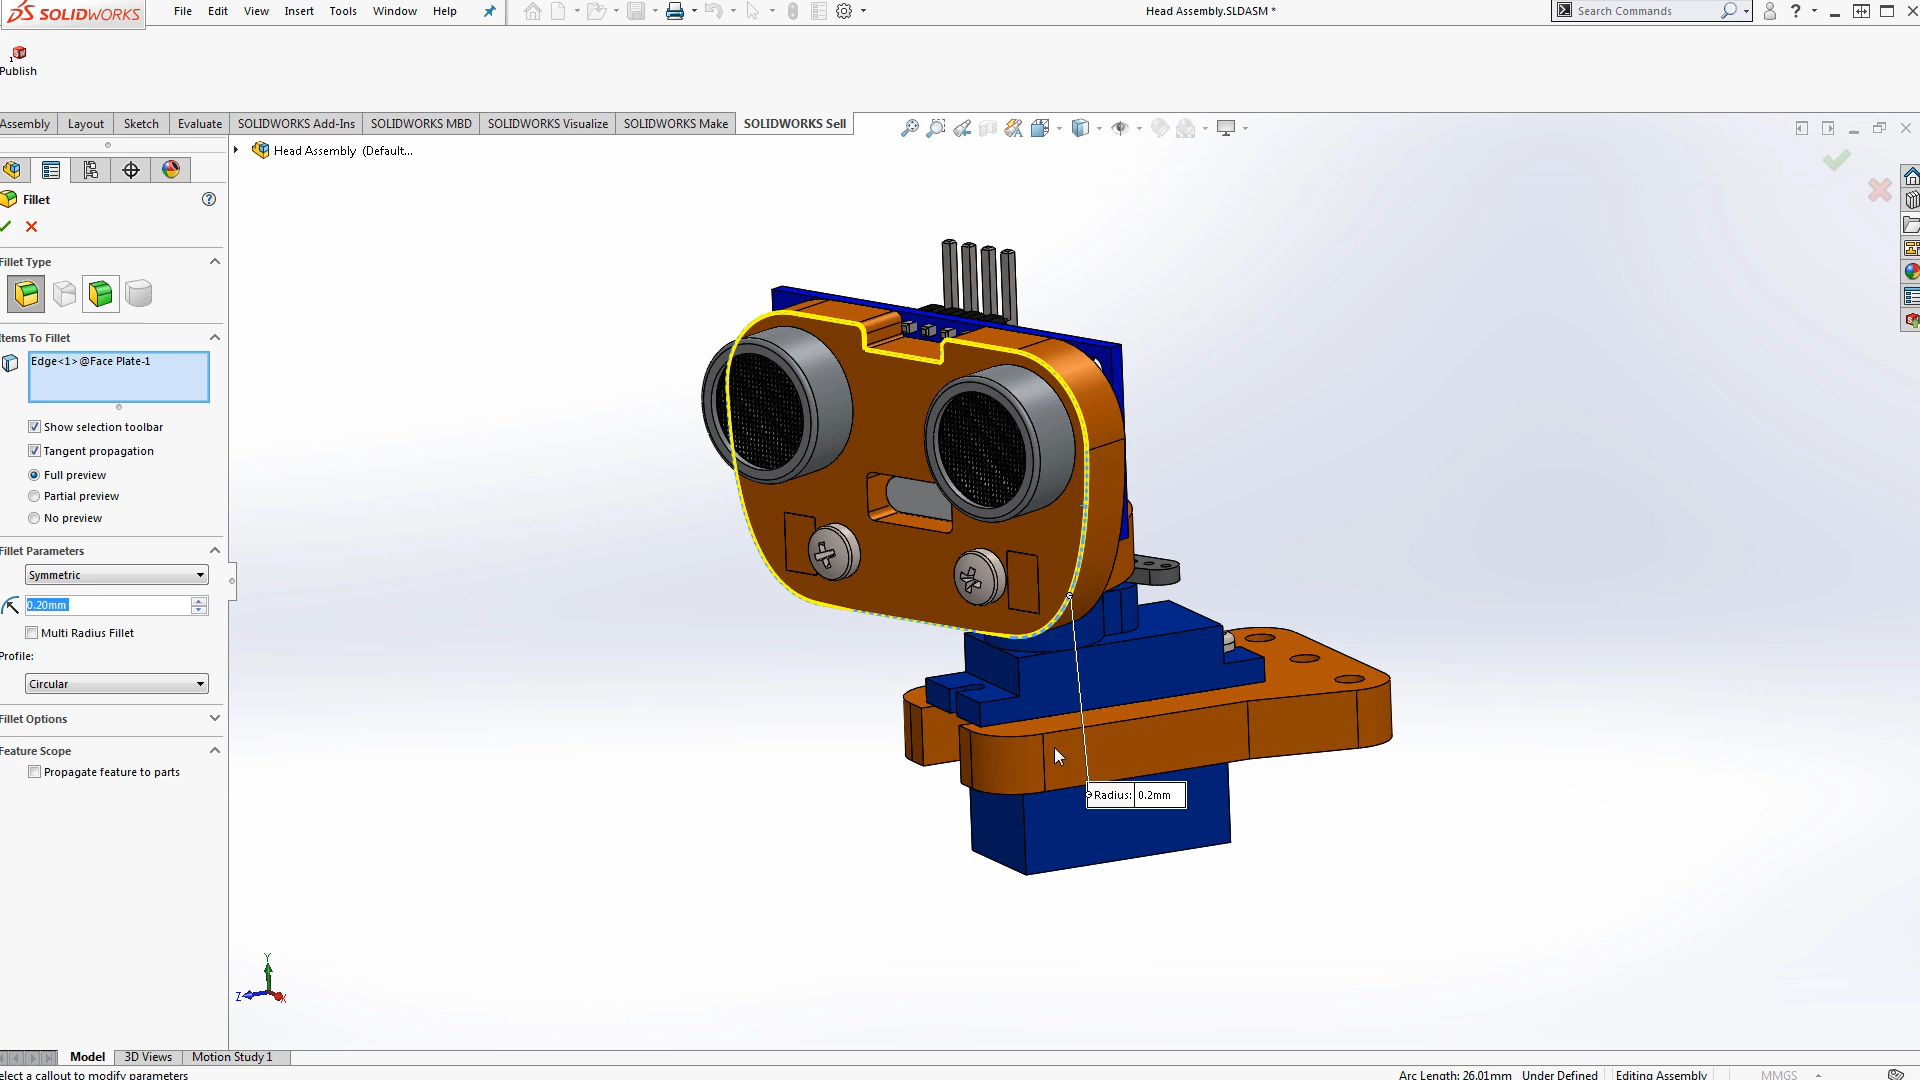 SOLIDWORKS
File Edit View Insert Tools Window Help
Head Assembly.SLDASM *
Search Commands
Publish
Assembly Layout Sketch Evaluate SOLIDWORKS Add-Ins SOLIDWORKS MBD SOLIDWORKS Visualize SOLIDWORKS Make SOLIDWORKS Sell
Head Assembly (Default...
Fillet
Fillet Type
Items To Fillet
Edge<1>@Face Plate-1
Show selection toolbar
Tangent propagation
Full preview
Partial preview
No preview
Fillet Parameters
Symmetric
0.20mm
Multi Radius Fillet
Profile:
Circular
Fillet Options
Feature Scope
Propagate feature to parts
Radius: 0.2mm
Y
Z
X
Model 3D Views Motion Study 1
elect a callout to modify parameters
Arc Length: 26.01mm Under Defined Editing Assembly MMGS